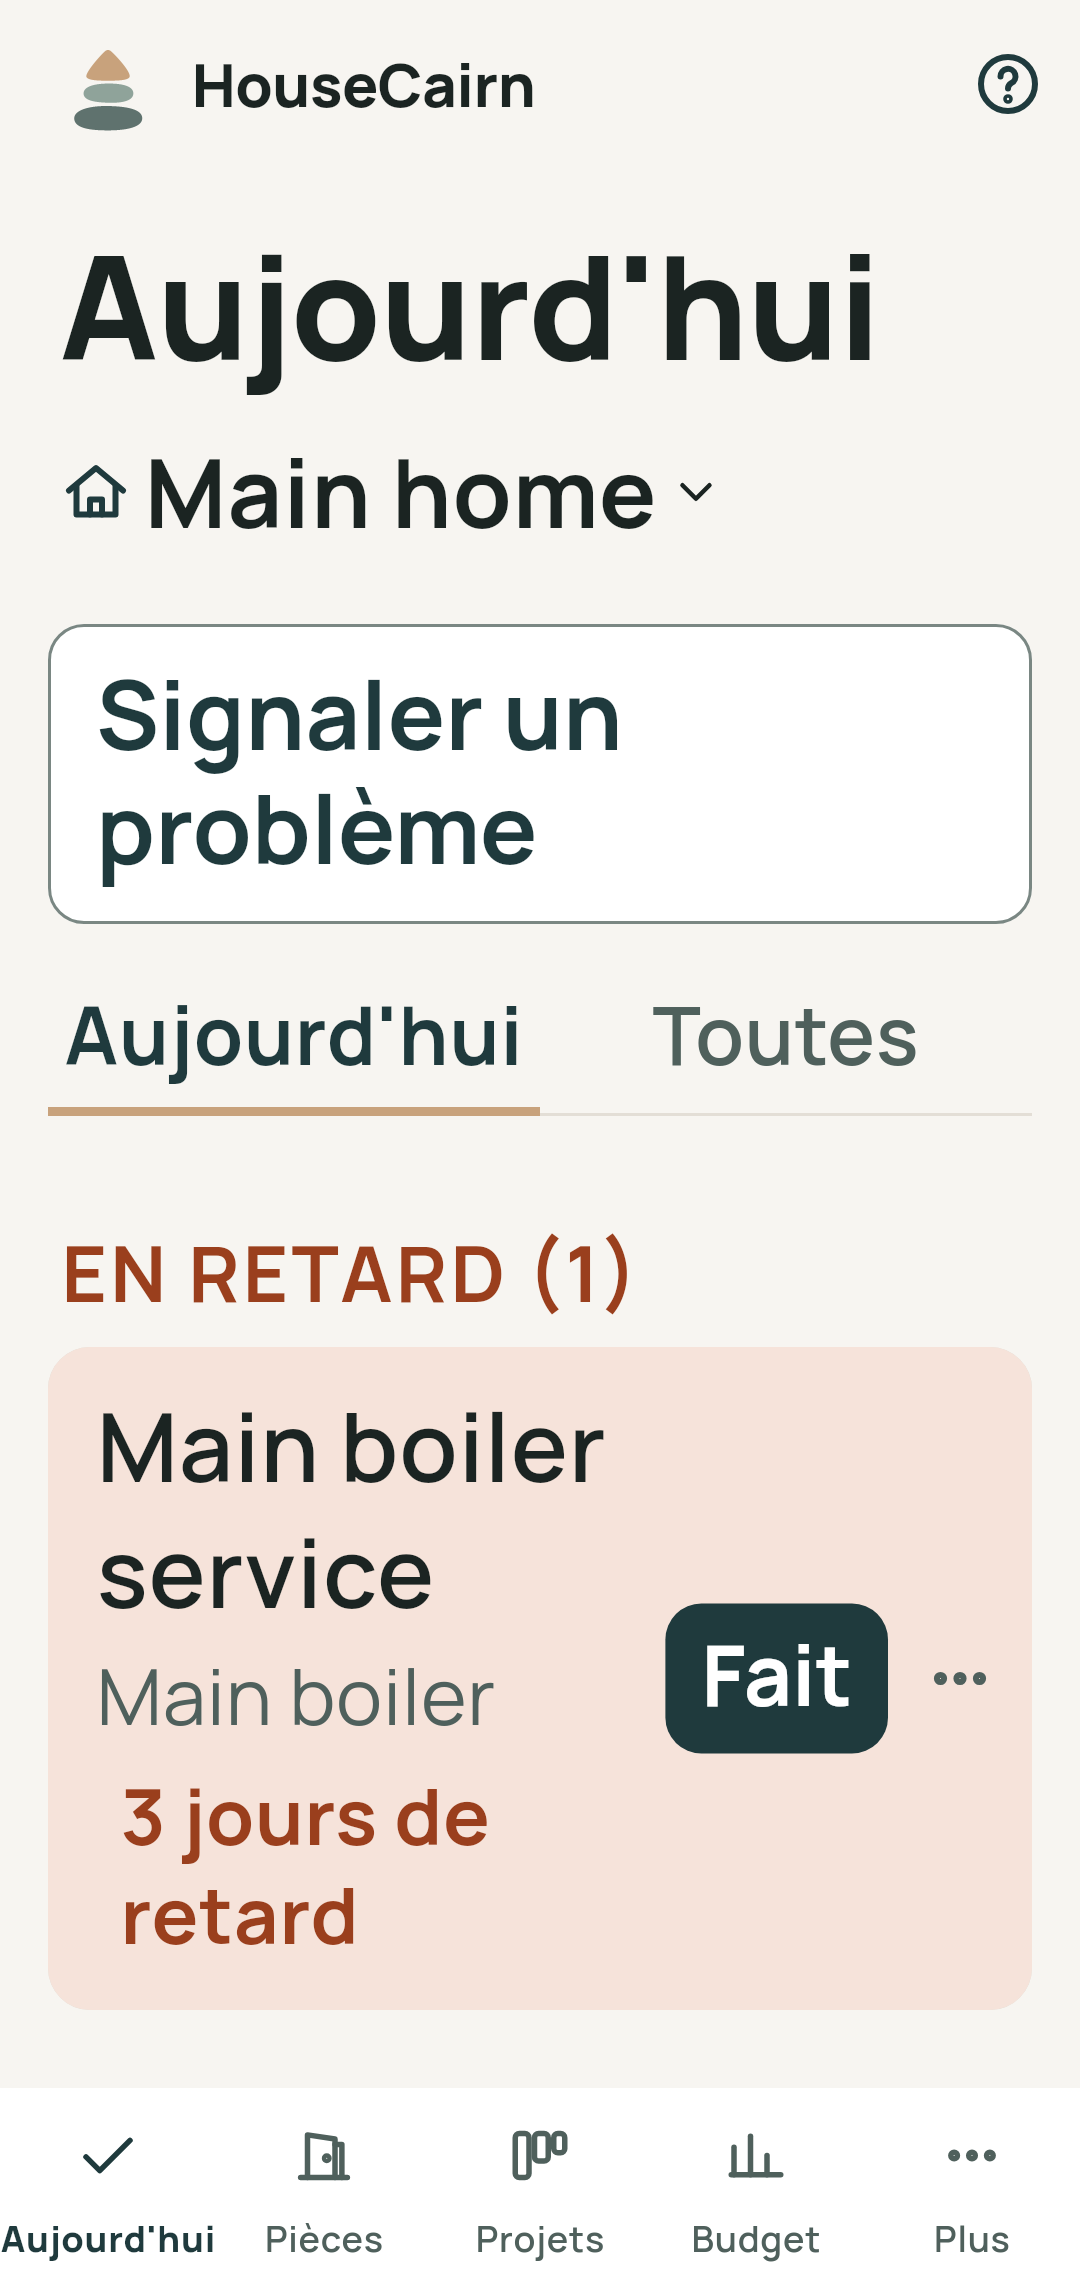 HouseCairn
Aujourd'hui
Main home
Signaler un
problème
Aujourd'hui
Toutes
EN RETARD (1)
Main boiler
service
Main boiler
3 jours de
retard
Fait
Aujourd'hui
Pièces
Projets
Budget
Plus